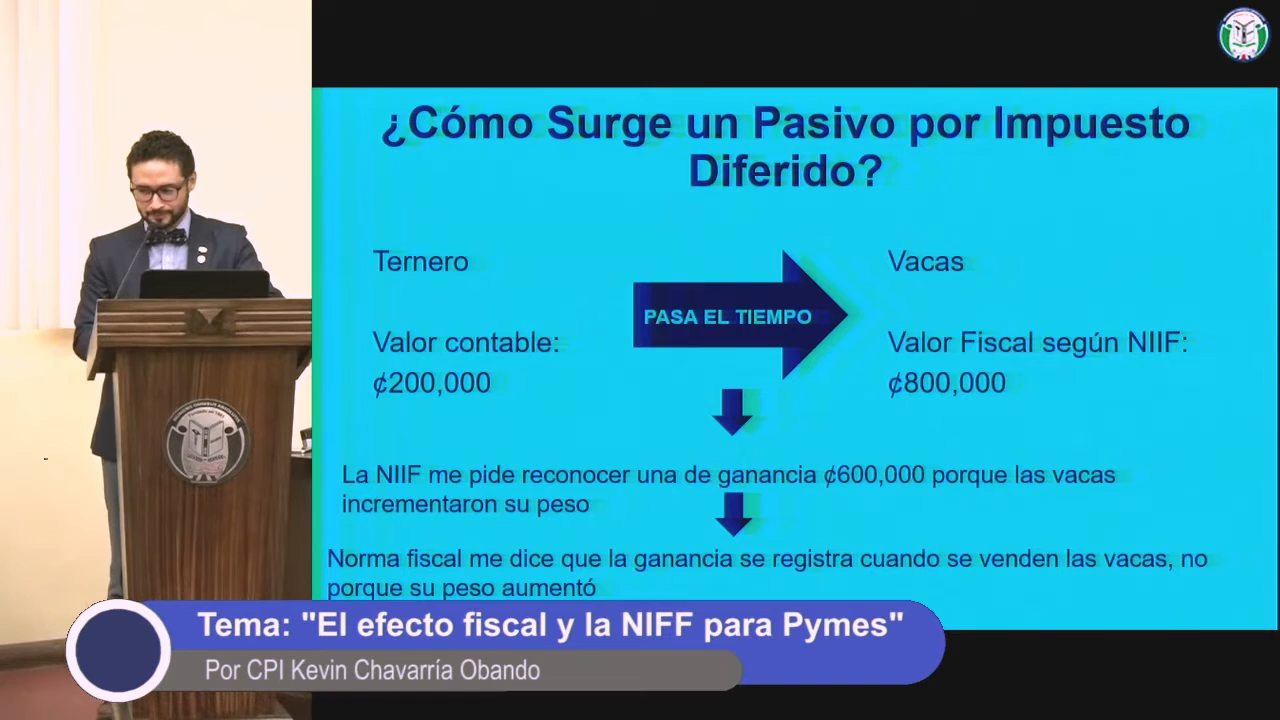 ¿Cómo Surge un Pasivo por Impuesto
Diferido?
Ternero
Vacas
PASA EL TIEMPO
Valor contable:
₡200,000
Valor Fiscal según NIIF:
₡800,000
La NIIF me pide reconocer una de ganancia ₡600,000 porque las vacas
incrementaron su peso
Norma fiscal me dice que la ganancia se registra cuando se venden las vacas, no
porque su peso aumentó
Tema: "El efecto fiscal y la NIFF para Pymes"
Por CPI Kevin Chavarría Obando